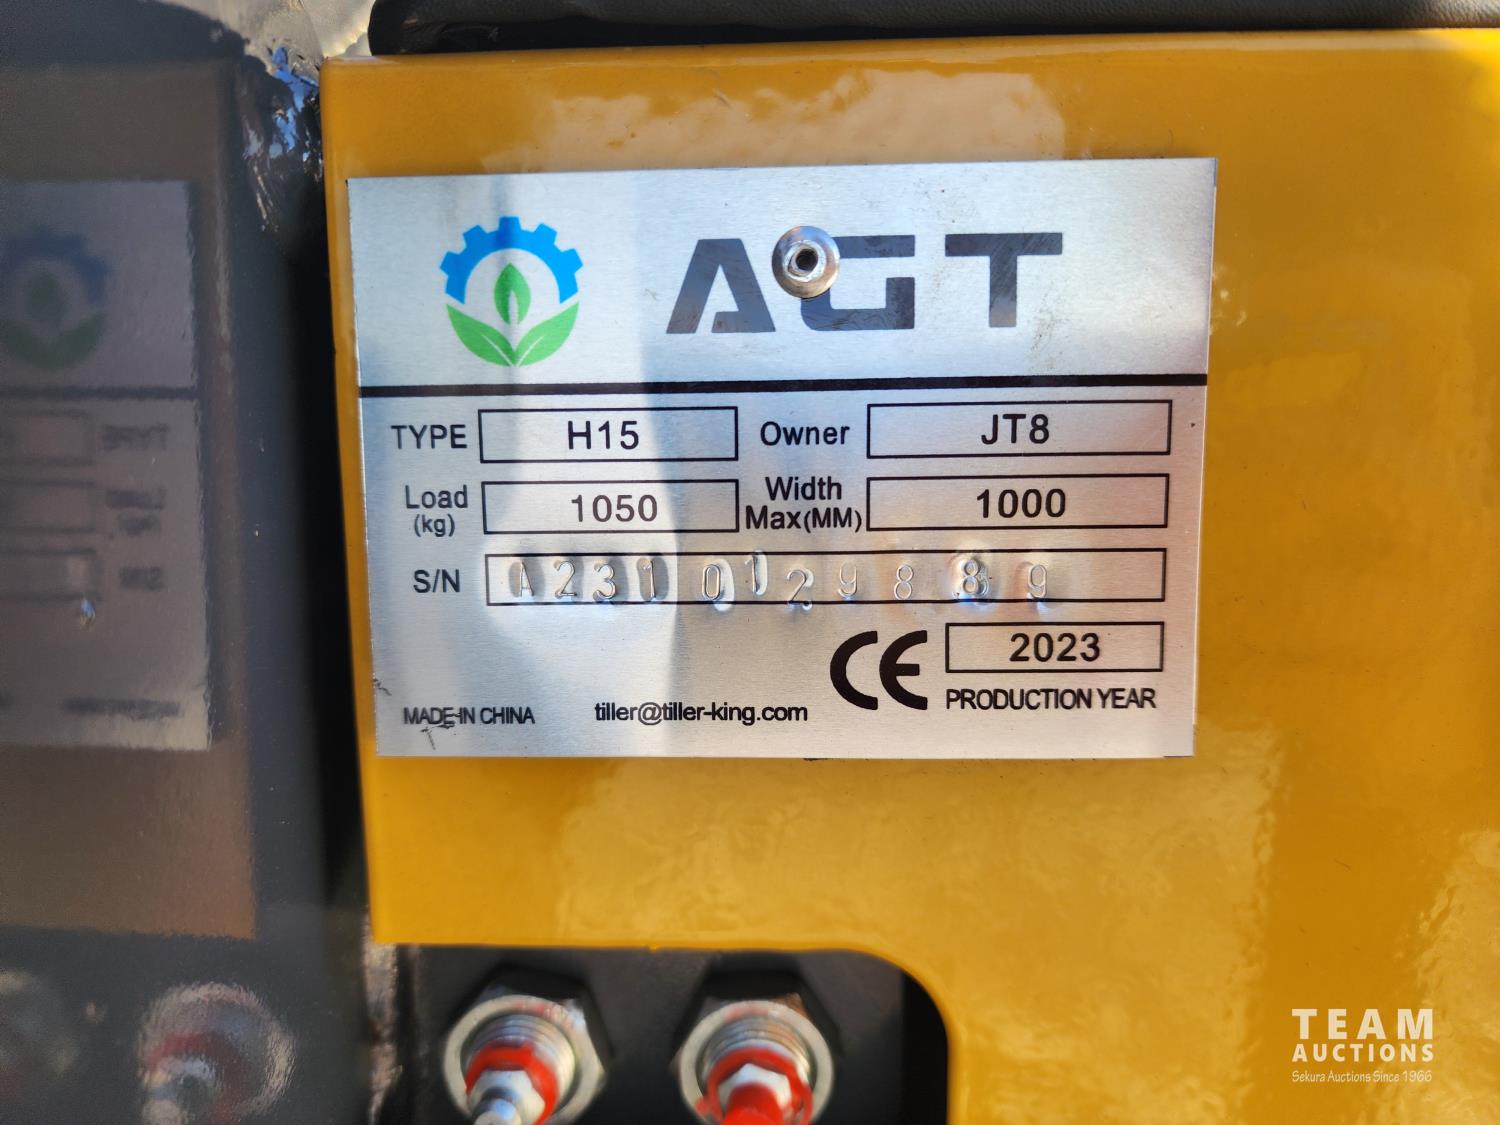 AGT
TYPE H15 Owner JT8
Load (kg) 1050 Width Max(MM) 1000
S/N A2310129889
CE 2023
PRODUCTION YEAR
MADE IN CHINA tiller@tiller-king.com
TEAM
AUCTIONS
Sekura Auctions Since 1966